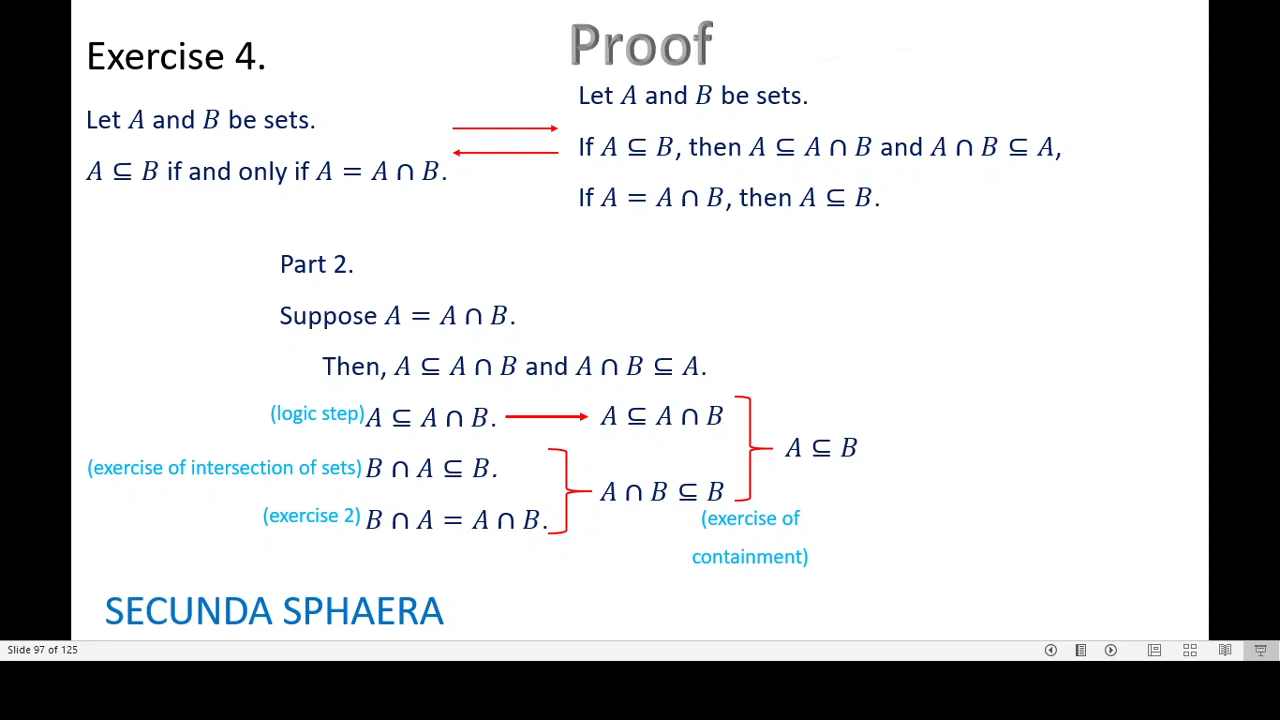 Proof
Exercise 4.
Let A and B be sets.
A ⊆ B if and only if A = A ∩ B.
Let A and B be sets.
If A ⊆ B, then A ⊆ A ∩ B and A ∩ B ⊆ A,
If A = A ∩ B, then A ⊆ B.
Part 2.
Suppose A = A ∩ B.
Then, A ⊆ A ∩ B and A ∩ B ⊆ A.
(logic step) A ⊆ A ∩ B. A ⊆ A ∩ B
A ⊆ B
(exercise of intersection of sets) B ∩ A ⊆ B.
A ∩ B ⊆ B
(exercise 2) B ∩ A = A ∩ B.
(exercise of
containment)
SECUNDA SPHAERA
Slide 97 of 125